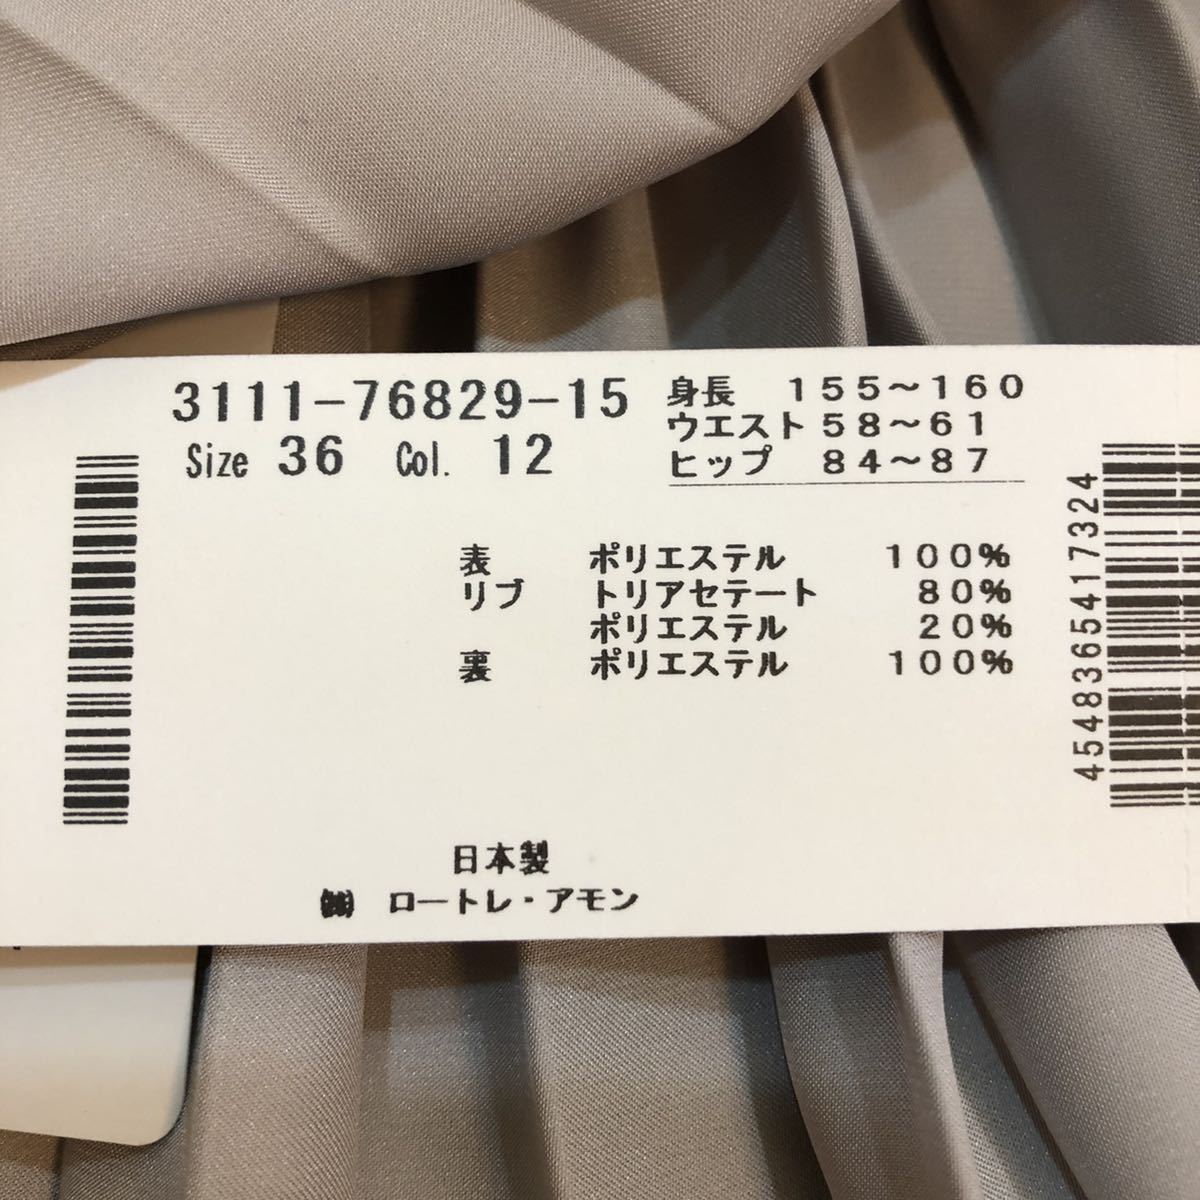 3111-76829-15
Size 36 Col. 12
身長 155～160
ウエスト 58～61
ヒップ 84～87
表 ポリエステル 100%
リブ トリアセテート 80%
ポリエステル 20%
裏 ポリエステル 100%
日本製
㈱ ロートレ・アモン
4548365417324